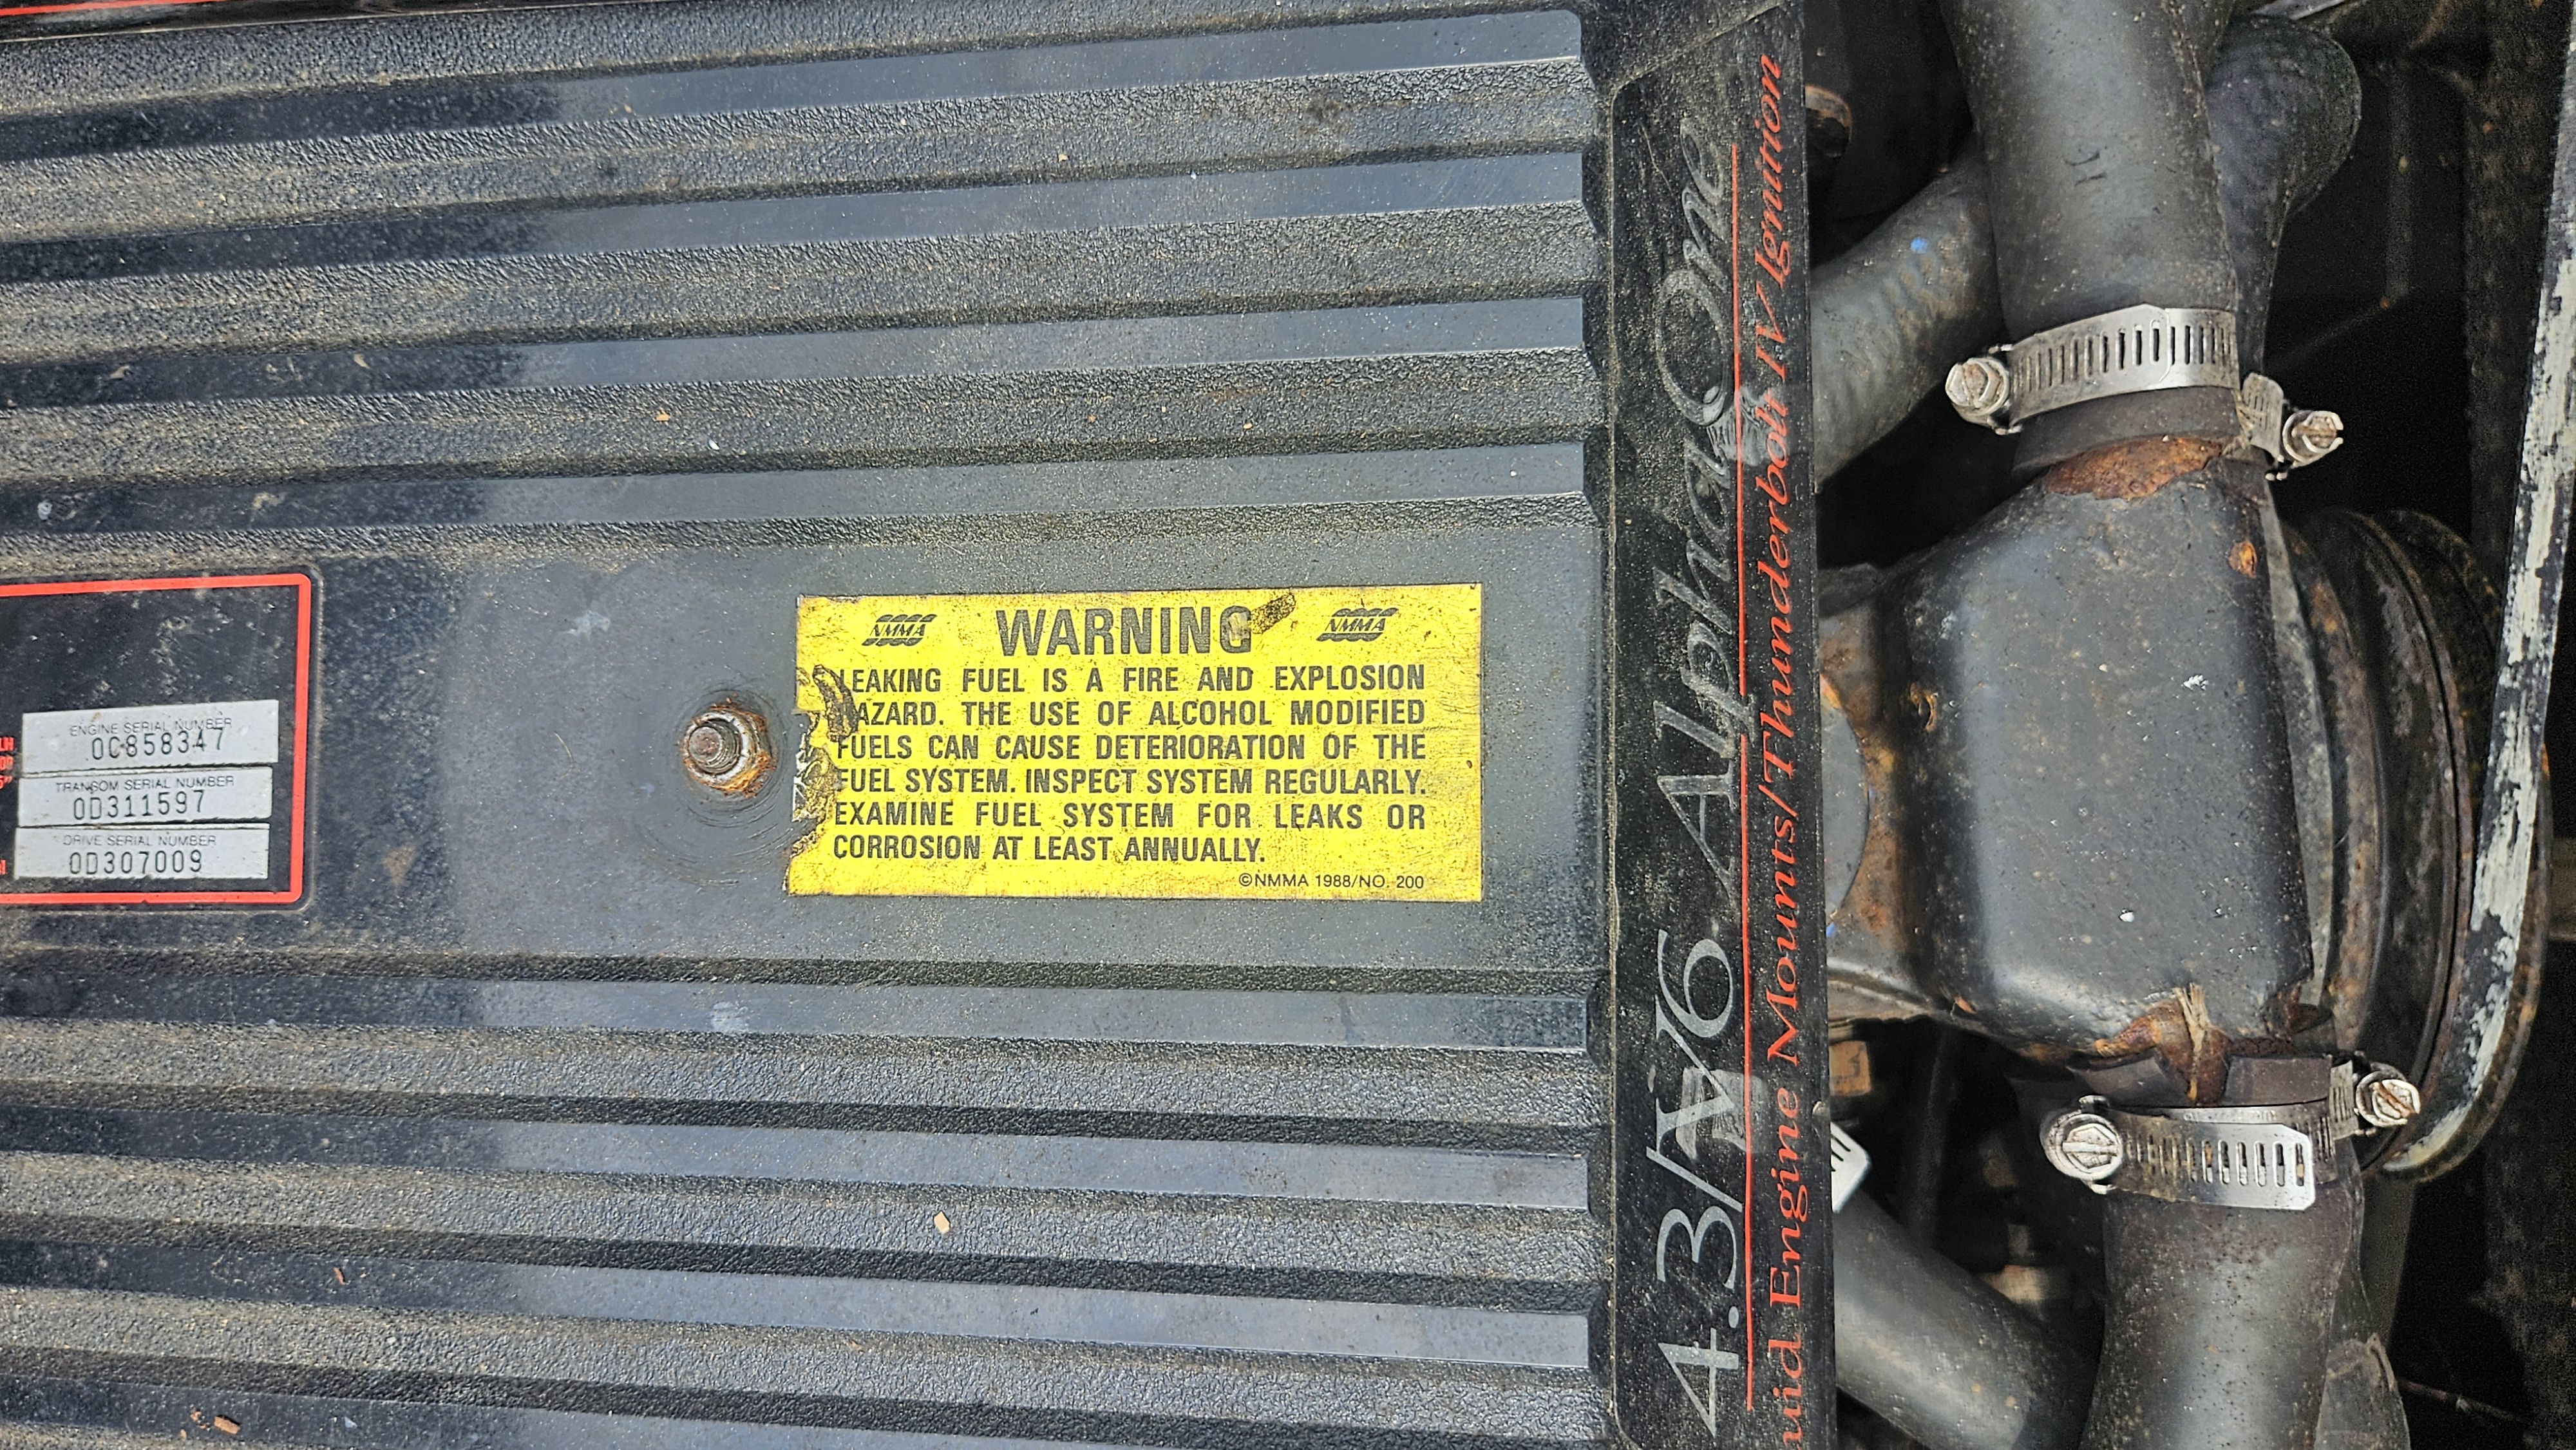 ENGINE SERIAL NUMBER
0C858347
TRANSOM SERIAL NUMBER
0D311597
DRIVE SERIAL NUMBER
0D307009
NMMA WARNING NMMA
LEAKING FUEL IS A FIRE AND EXPLOSION
AZARD. THE USE OF ALCOHOL MODIFIED
FUELS CAN CAUSE DETERIORATION OF THE
FUEL SYSTEM. INSPECT SYSTEM REGULARLY.
EXAMINE FUEL SYSTEM FOR LEAKS OR
CORROSION AT LEAST ANNUALLY.
©NMMA 1988/NO. 200
4.3 V6 Alpha One
Engine Mounts/Thunderbolt IV Ignition